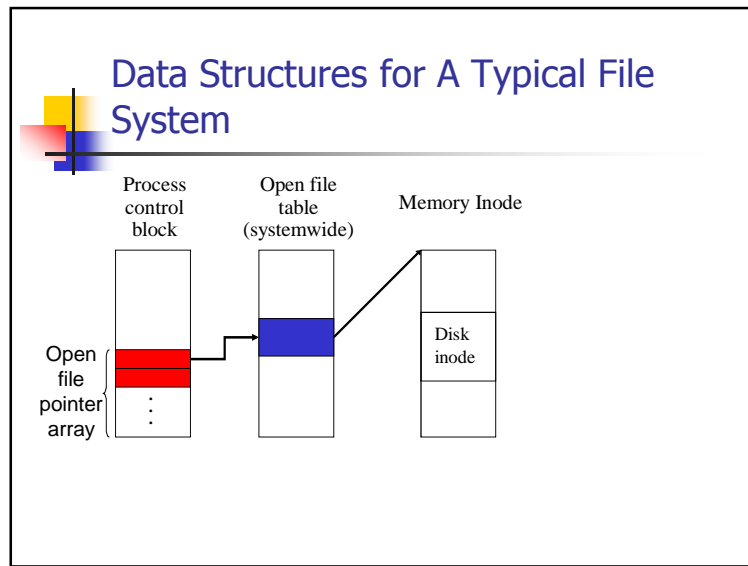 Data Structures for A Typical File
System
Process
control
block
Open file
table
(systemwide)
Memory Inode
Open
file
pointer
array
Disk
inode